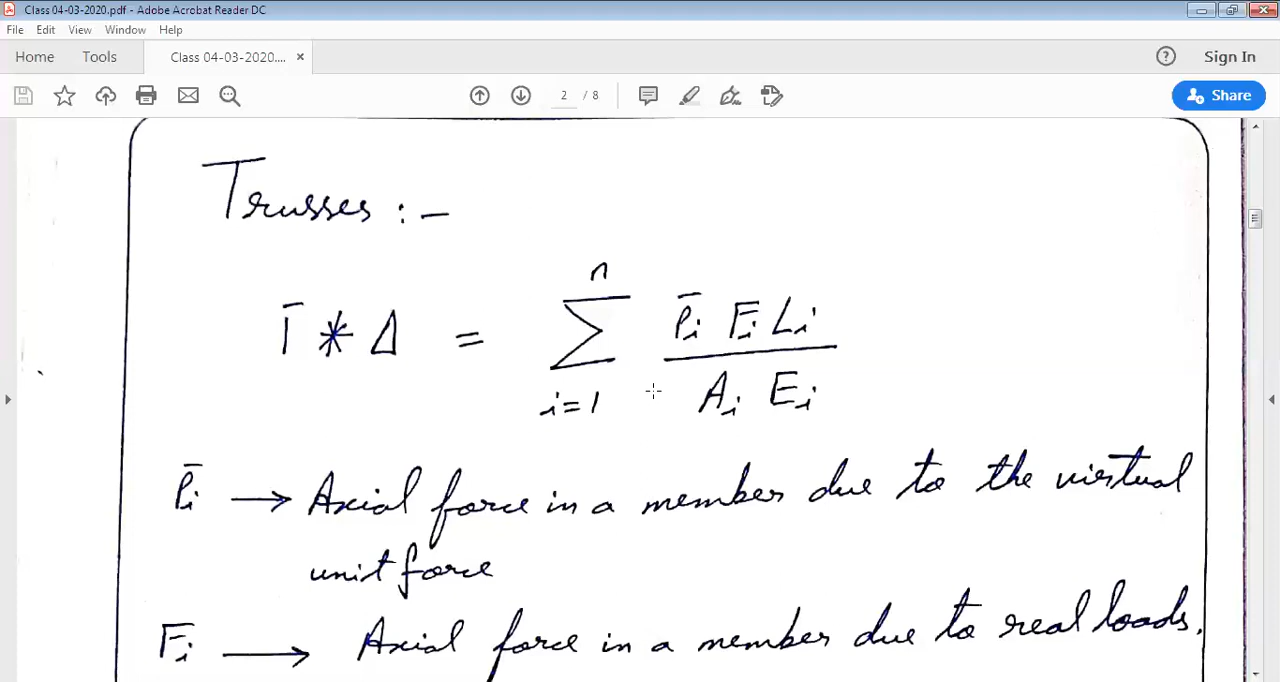 Class 04-03-2020.pdf - Adobe Acrobat Reader DC
File Edit View Window Help
Home Tools Class 04-03-2020.... ×
Sign In
2 / 8
Share
Trusses :-
1̄ * Δ = n ∑ i=1 P̄i Fi Li / Ai Ei
P̄i → Axial force in a member due to the virtual
unit force
Fi → Axial force in a member due to real loads.